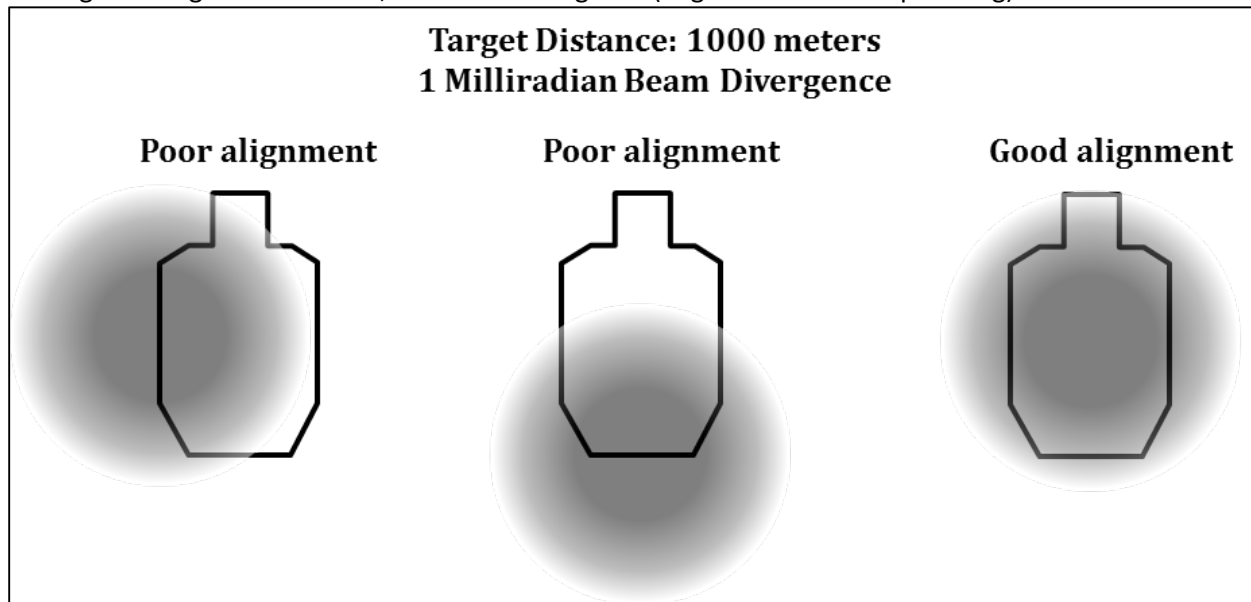 Target Distance: 1000 meters
1 Milliradian Beam Divergence
Poor alignment
Poor alignment
Good alignment